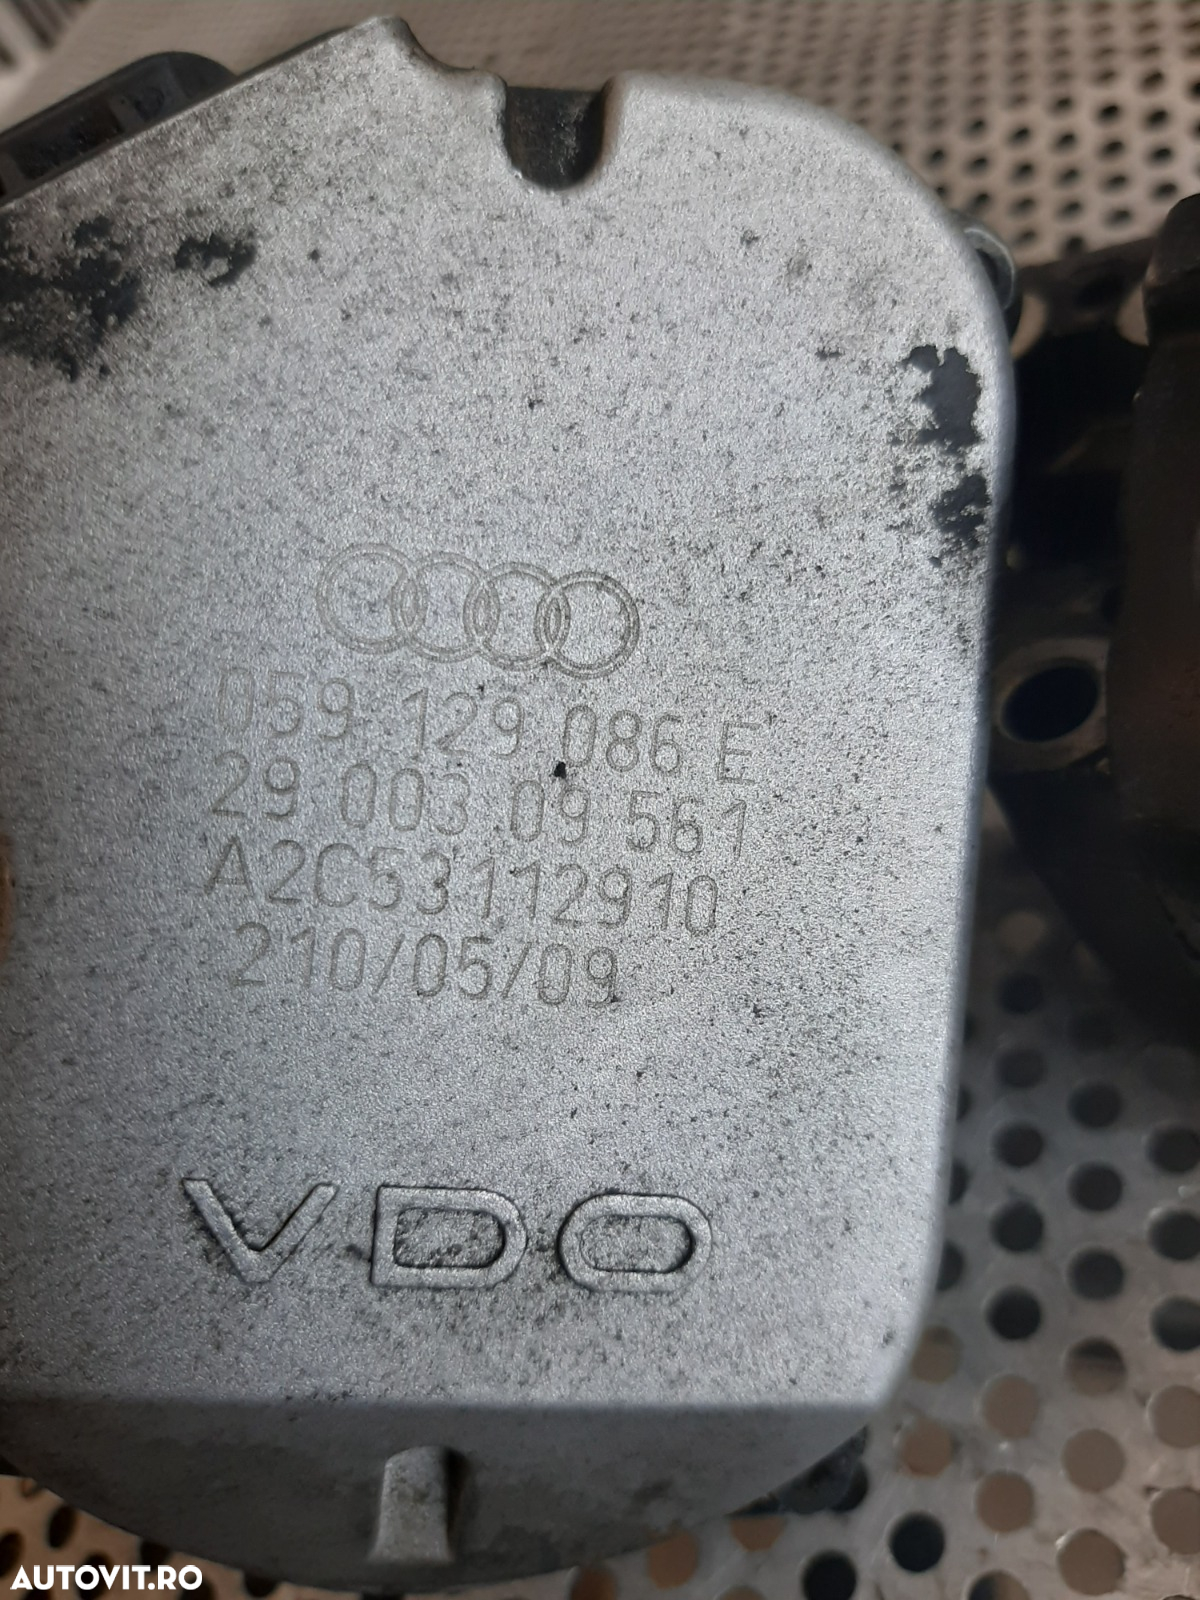 059 129 086 E
29 003 09 561
A2C53112910
210/05/09
VDO
AUTOVIT.RO